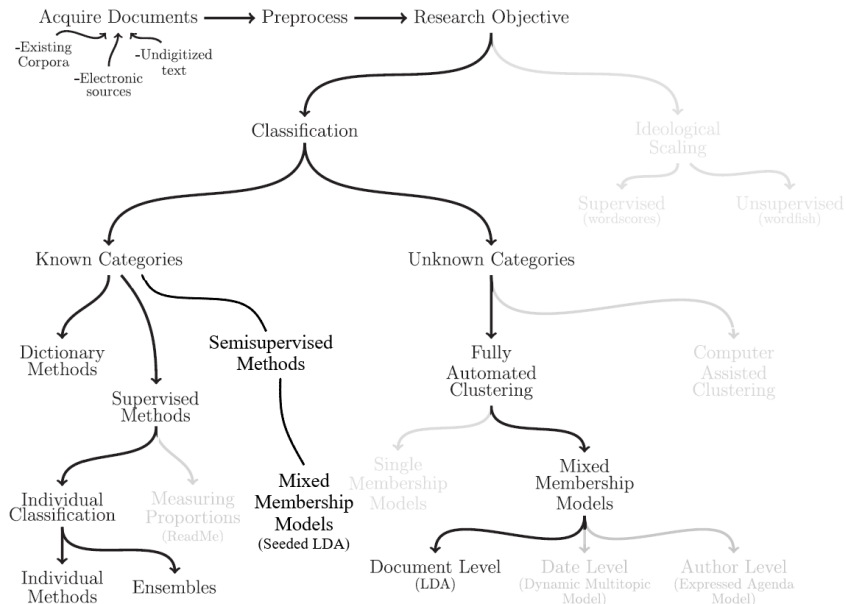 Acquire Documents
Preprocess
Research Objective
-Existing
Corpora
-Electronic
sources
-Undigitized
text
Classification
Ideological
Scaling
Supervised
(wordscores)
Unsupervised
(wordfish)
Known Categories
Unknown Categories
Dictionary
Methods
Supervised
Methods
Semisupervised
Methods
Fully
Automated
Clustering
Computer
Assisted
Clustering
Individual
Classification
Measuring
Proportions
(ReadMe)
Mixed
Membership
Models
(Seeded LDA)
Single
Membership
Models
Mixed
Membership
Models
Individual
Methods
Ensembles
Document Level
(LDA)
Date Level
(Dynamic Multitopic
Model)
Author Level
(Expressed Agenda
Model)